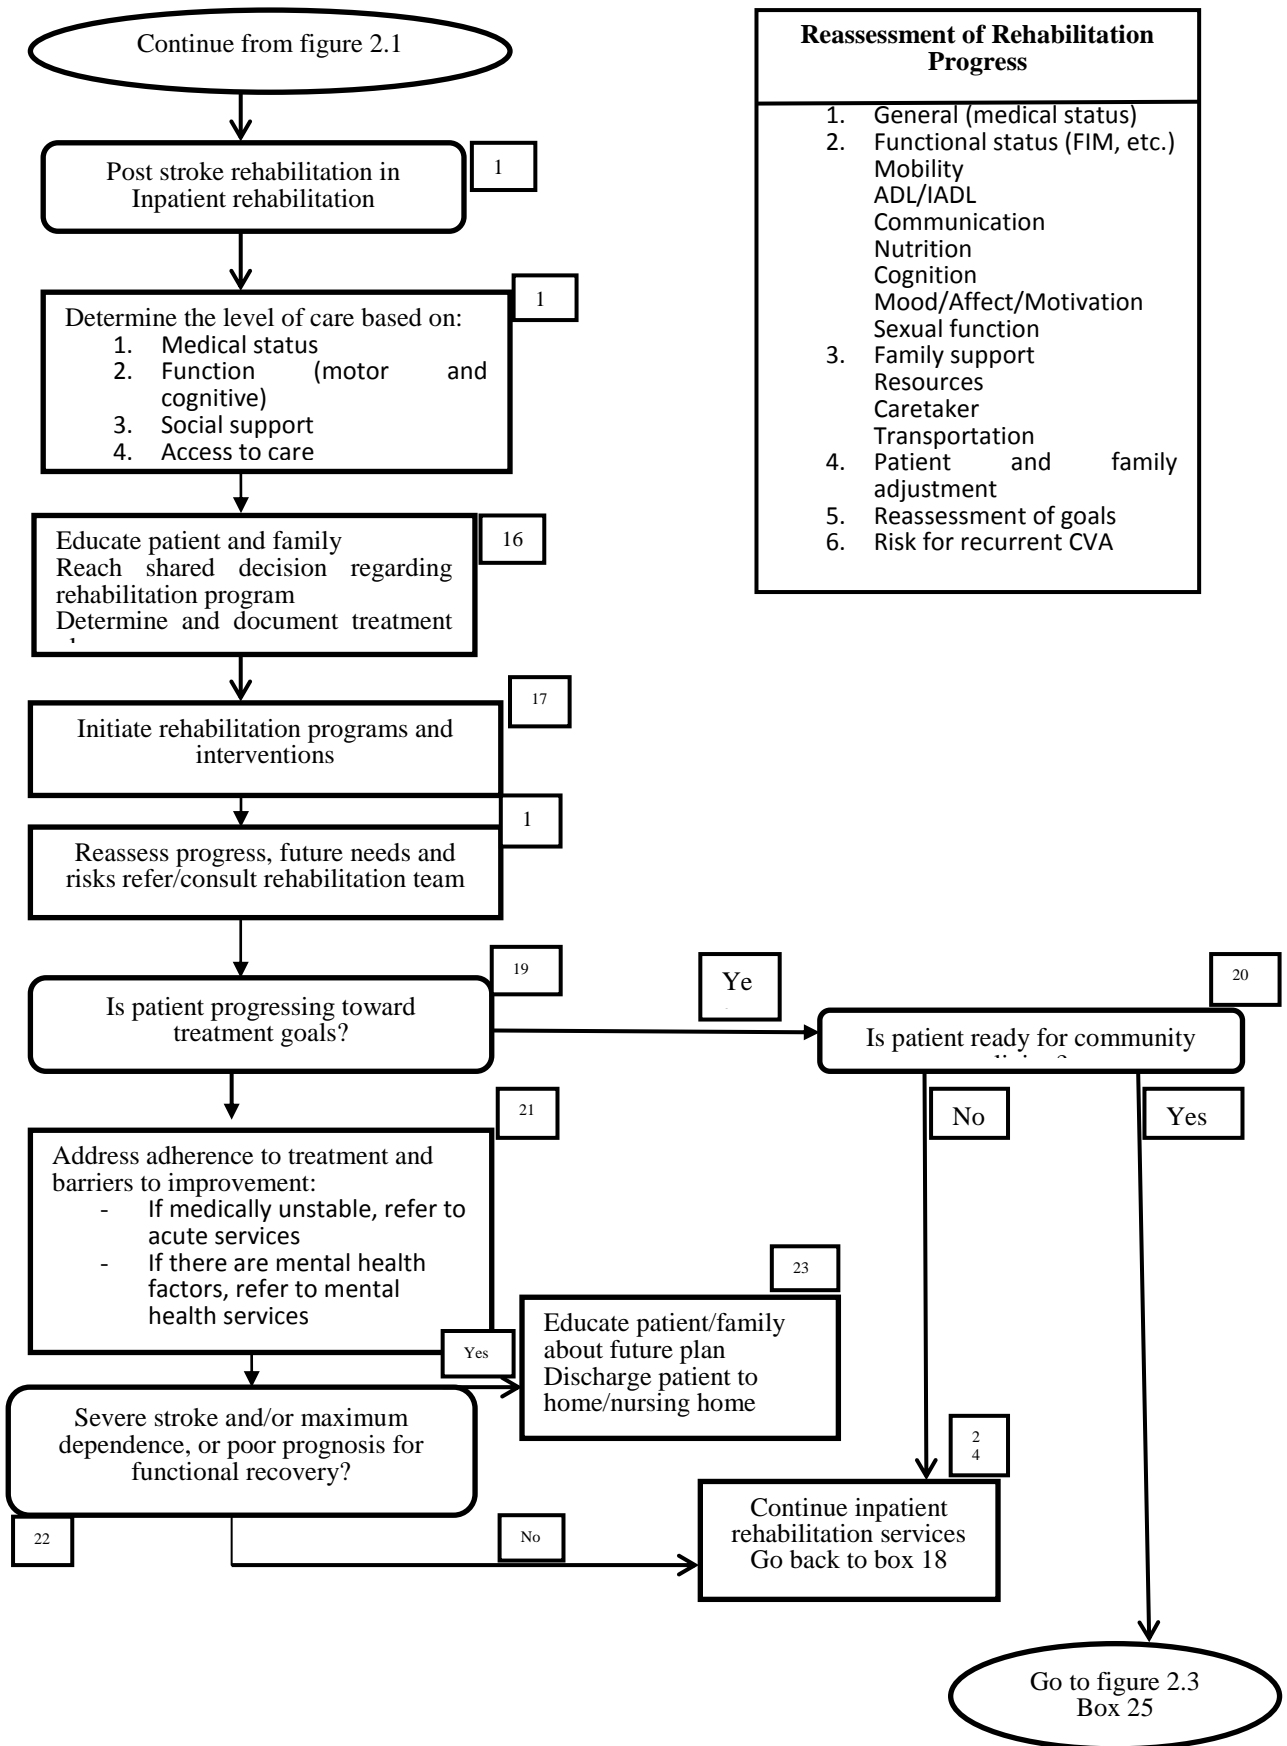 Continue from figure 2.1
Post stroke rehabilitation in
Inpatient rehabilitation
1
Determine the level of care based on:
1. Medical status
2. Function (motor and
cognitive)
3. Social support
4. Access to care
1
Educate patient and family
Reach shared decision regarding
rehabilitation program
Determine and document treatment
16
Initiate rehabilitation programs and
interventions
17
Reassess progress, future needs and
risks refer/consult rehabilitation team
1
Is patient progressing toward
treatment goals?
19
Ye
Is patient ready for community
20
No
Yes
Address adherence to treatment and
barriers to improvement:
- If medically unstable, refer to
acute services
- If there are mental health
factors, refer to mental
health services
21
Yes
Educate patient/family
about future plan
Discharge patient to
home/nursing home
23
Severe stroke and/or maximum
dependence, or poor prognosis for
functional recovery?
22
No
Continue inpatient
rehabilitation services
Go back to box 18
2
4
Go to figure 2.3
Box 25
Reassessment of Rehabilitation
Progress
1. General (medical status)
2. Functional status (FIM, etc.)
Mobility
ADL/IADL
Communication
Nutrition
Cognition
Mood/Affect/Motivation
Sexual function
3. Family support
Resources
Caretaker
Transportation
4. Patient and family
adjustment
5. Reassessment of goals
6. Risk for recurrent CVA